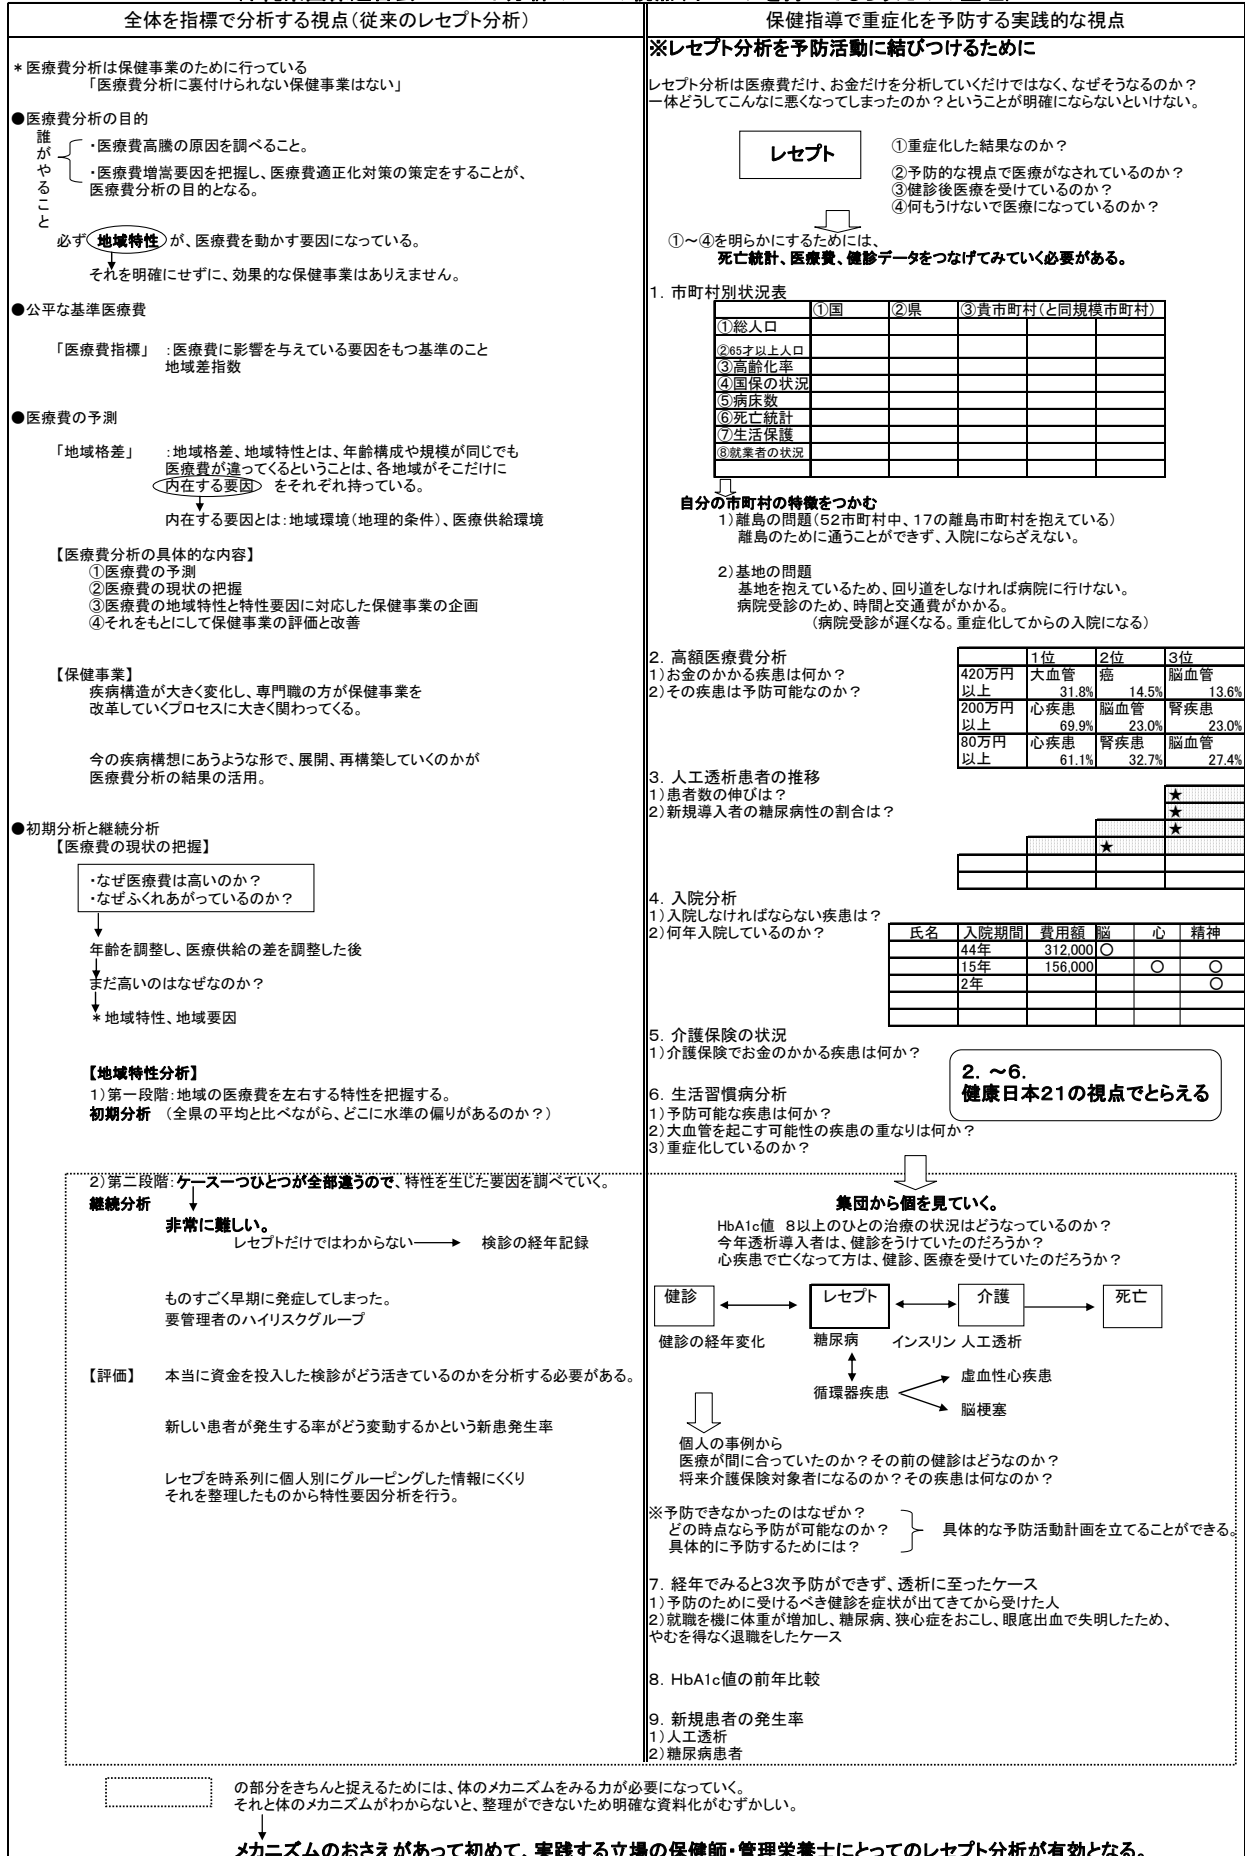 全体を指標で分析する視点（従来のレセプト分析）
＊医療費分析は保健事業のために行っている
「医療費分析に裏付けられない保健事業はない」
●医療費分析の目的
誰がやること
・医療費高騰の原因を調べること。
・医療費増嵩要因を把握し、医療費適正化対策の策定をすることが、
医療費分析の目的となる。
必ず 地域特性 が、医療費を動かす要因になっている。
それを明確にせずに、効果的な保健事業はありえません。
●公平な基準医療費
「医療費指標」 ：医療費に影響を与えている要因をもつ基準のこと
地域差指数
●医療費の予測
「地域格差」 ：地域格差、地域特性とは、年齢構成や規模が同じでも
医療費が違ってくるということは、各地域がそこだけに
内在する要因 をそれぞれ持っている。
内在する要因とは：地域環境（地理的条件）、医療供給環境
【医療費分析の具体的な内容】
①医療費の予測
②医療費の現状の把握
③医療費の地域特性と特性要因に対応した保健事業の企画
④それをもとにして保健事業の評価と改善
【保健事業】
疾病構造が大きく変化し、専門職の方が保健事業を
改革していくプロセスに大きく関わってくる。
今の疾病構想にあうような形で、展開、再構築していくのかが
医療費分析の結果の活用。
●初期分析と継続分析
【医療費の現状の把握】
・なぜ医療費は高いのか？
・なぜふくれあがっているのか？
年齢を調整し、医療供給の差を調整した後
まだ高いのはなぜなのか？
＊地域特性、地域要因
【地域特性分析】
1）第一段階：地域の医療費を左右する特性を把握する。
初期分析 （全県の平均と比べながら、どこに水準の偏りがあるのか？）
2）第二段階：ケース一つひとつが全部違うので、特性を生じた要因を調べていく。
継続分析
非常に難しい。
レセプトだけではわからない 検診の経年記録
ものすごく早期に発症してしまった。
要管理者のハイリスクグループ
【評価】 本当に資金を投入した検診がどう活きているのかを分析する必要がある。
新しい患者が発生する率がどう変動するかという新患発生率
レセプを時系列に個人別にグルーピングした情報にくくり
それを整理したものから特性要因分析を行う。
保健指導で重症化を予防する実践的な視点
※レセプト分析を予防活動に結びつけるために
レセプト分析は医療費だけ、お金だけを分析していくだけではなく、なぜそうなるのか？
一体どうしてこんなに悪くなってしまったのか？ということが明確にならないといけない。
レセプト
①重症化した結果なのか？
②予防的な視点で医療がなされているのか？
③健診後医療を受けているのか？
④何もうけないで医療になっているのか？
①～④を明らかにするためには、
死亡統計、医療費、健診データをつなげてみていく必要がある。
1．市町村別状況表
①国 ②県 ③貴市町村（と同規模市町村）
①総人口
②65才以上人口
③高齢化率
④国保の状況
⑤病床数
⑥死亡統計
⑦生活保護
⑧就業者の状況
自分の市町村の特徴をつかむ
1）離島の問題（52市町村中、17の離島市町村を抱えている）
離島のために通うことができず、入院にならざえない。
2）基地の問題
基地を抱えているため、回り道をしなければ病院に行けない。
病院受診のため、時間と交通費がかかる。
（病院受診が遅くなる。重症化してからの入院になる）
2．高額医療費分析
1）お金のかかる疾患は何か？
2）その疾患は予防可能なのか？
1位 2位 3位
420万円 大血管 癌 脳血管
以上 31.8% 14.5% 13.6%
200万円 心疾患 脳血管 腎疾患
以上 69.9% 23.0% 23.0%
80万円 心疾患 腎疾患 脳血管
以上 61.1% 32.7% 27.4%
3．人工透析患者の推移
1）患者数の伸びは？
2）新規導入者の糖尿病性の割合は？
★
★
★
★
4．入院分析
1）入院しなければならない疾患は？
2）何年入院しているのか？
氏名 入院期間 費用額 脳 心 精神
44年 312,000 ○
15年 156,000 ○ ○
2年 ○
5．介護保険の状況
1）介護保険でお金のかかる疾患は何か？
2．～6．
健康日本21の視点でとらえる
6．生活習慣病分析
1）予防可能な疾患は何か？
2）大血管を起こす可能性の疾患の重なりは何か？
3）重症化しているのか？
集団から個を見ていく。
HbA1c値 8以上のひとの治療の状況はどうなっているのか？
今年透析導入者は、健診をうけていたのだろうか？
心疾患で亡くなって方は、健診、医療を受けていたのだろうか？
健診 レセプト 介護 死亡
健診の経年変化 糖尿病 インスリン 人工透析
循環器疾患 虚血性心疾患
脳梗塞
個人の事例から
医療が間に合っていたのか？その前の健診はどうなのか？
将来介護保険対象者になるのか？その疾患は何なのか？
※予防できなかったのはなぜか？
どの時点なら予防が可能なのか？ 具体的な予防活動計画を立てることができる。
具体的に予防するためには？
7．経年でみると3次予防ができず、透析に至ったケース
1）予防のために受けるべき健診を症状が出てきてから受けた人
2）就職を機に体重が増加し、糖尿病、狭心症をおこし、眼底出血で失明したため、
やむを得なく退職をしたケース
8．HbA1c値の前年比較
9．新規患者の発生率
1）人工透析
2）糖尿病患者
の部分をきちんと捉えるためには、体のメカニズムをみる力が必要になっていく。
それと体のメカニズムがわからないと、整理ができないため明確な資料化がむずかしい。
メカニズムのおさえがあって初めて、実践する立場の保健師・管理栄養士にとってのレセプト分析が有効となる。